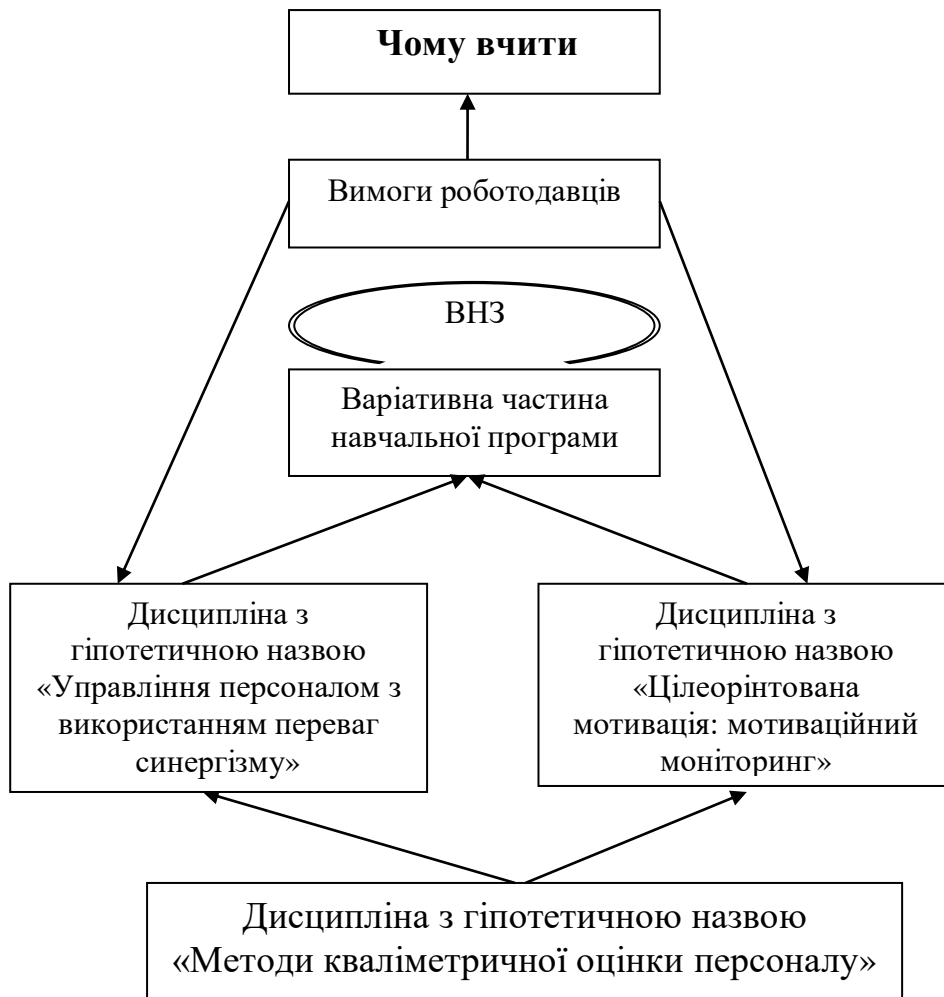 Чому вчити
Вимоги роботодавців
ВНЗ
Варіативна частина
навчальної програми
Дисципліна з
гіпотетичною назвою
«Управління персоналом з
використанням переваг
синергізму»
Дисципліна з
гіпотетичною назвою
«Цілеорінтована
мотивація: мотиваційний
моніторинг»
Дисципліна з гіпотетичною назвою
«Методи кваліметричної оцінки персоналу»